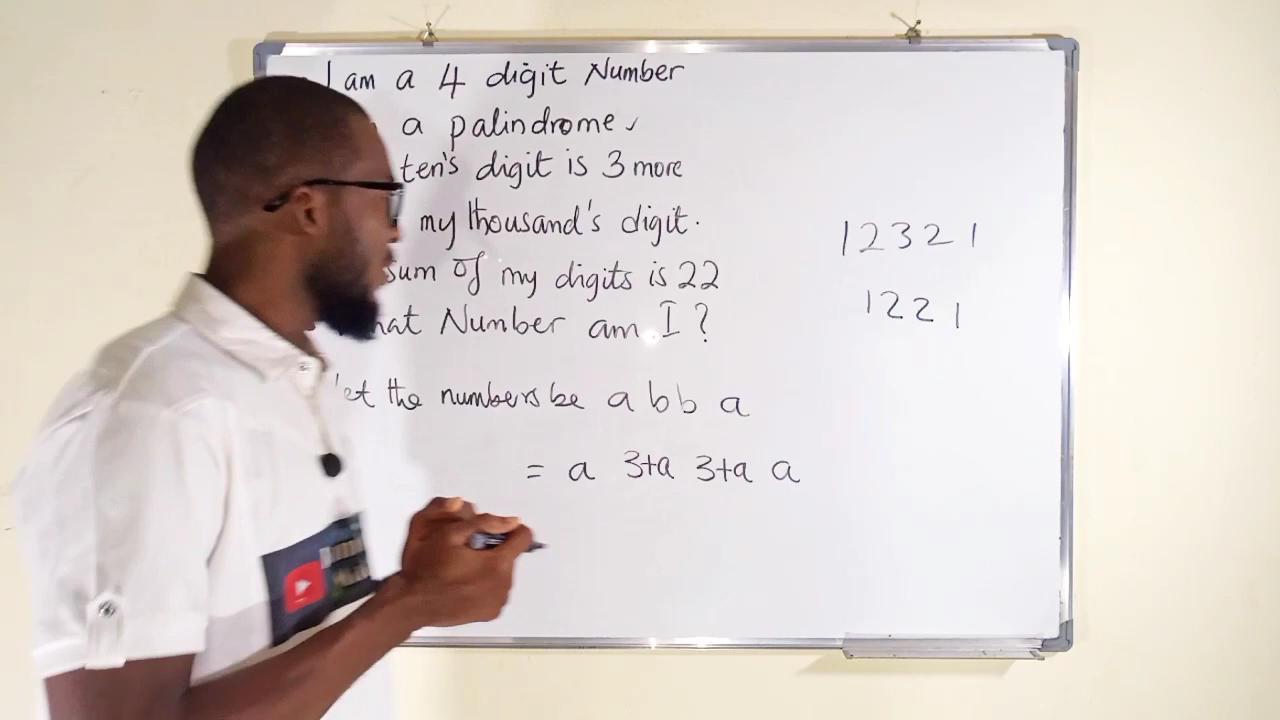 I am a 4 digit Number
a palindrome
ten's digit is 3 more
my thousand's digit.
sum of my digits is 22
Number am I ?
the numbers be a b b a
= a 3+a 3+a a
12321
1221